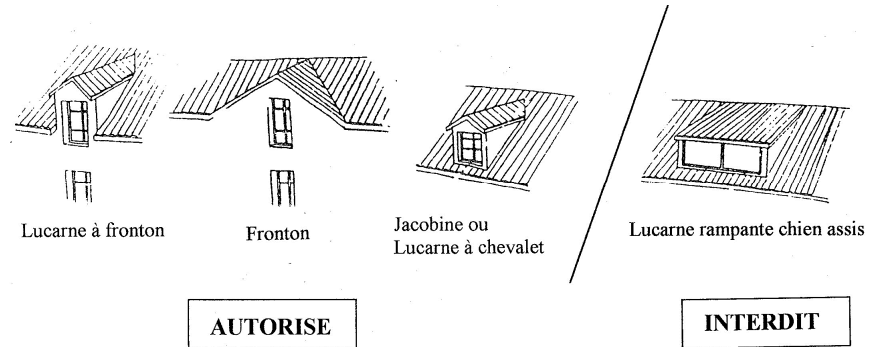 Lucarne à fronton
Fronton
Jacobine ou
Lucarne à chevalet
Lucarne rampante chien assis
AUTORISE
INTERDIT